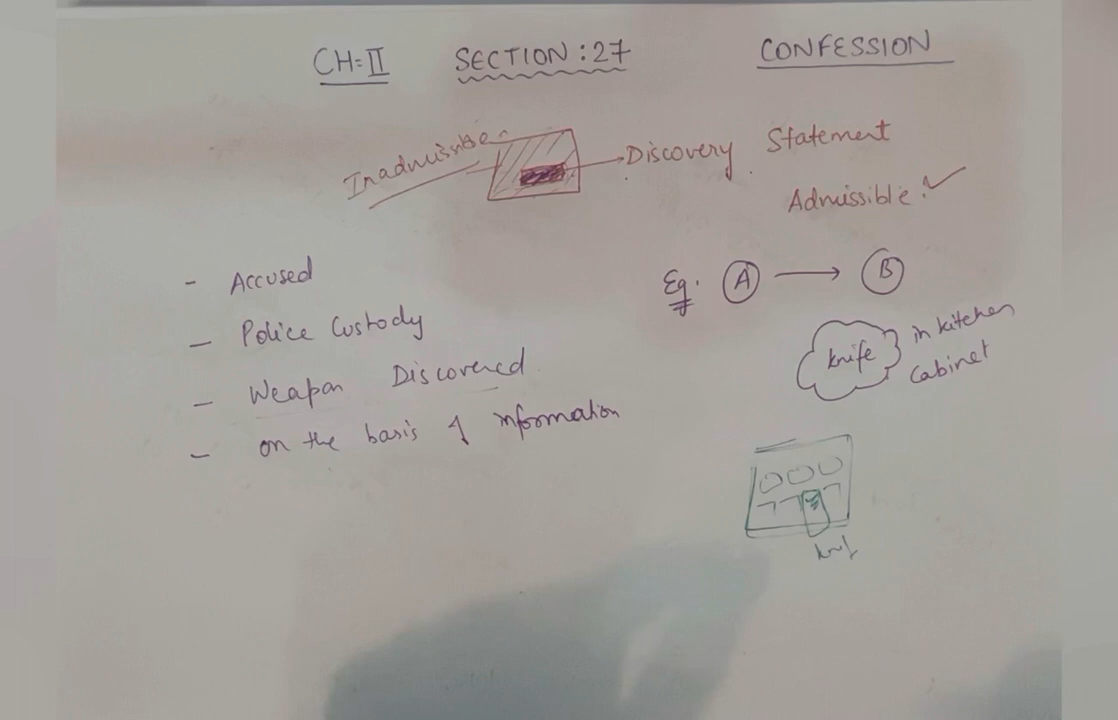 CH=II SECTION : 27 CONFESSION
Inadmissible
Discovery Statement
Admissible. ✓
- Accused
- Police Custody
- Weapon Discovered
- on the basis of information
Eg. A → B
knife in kitchen
cabinet